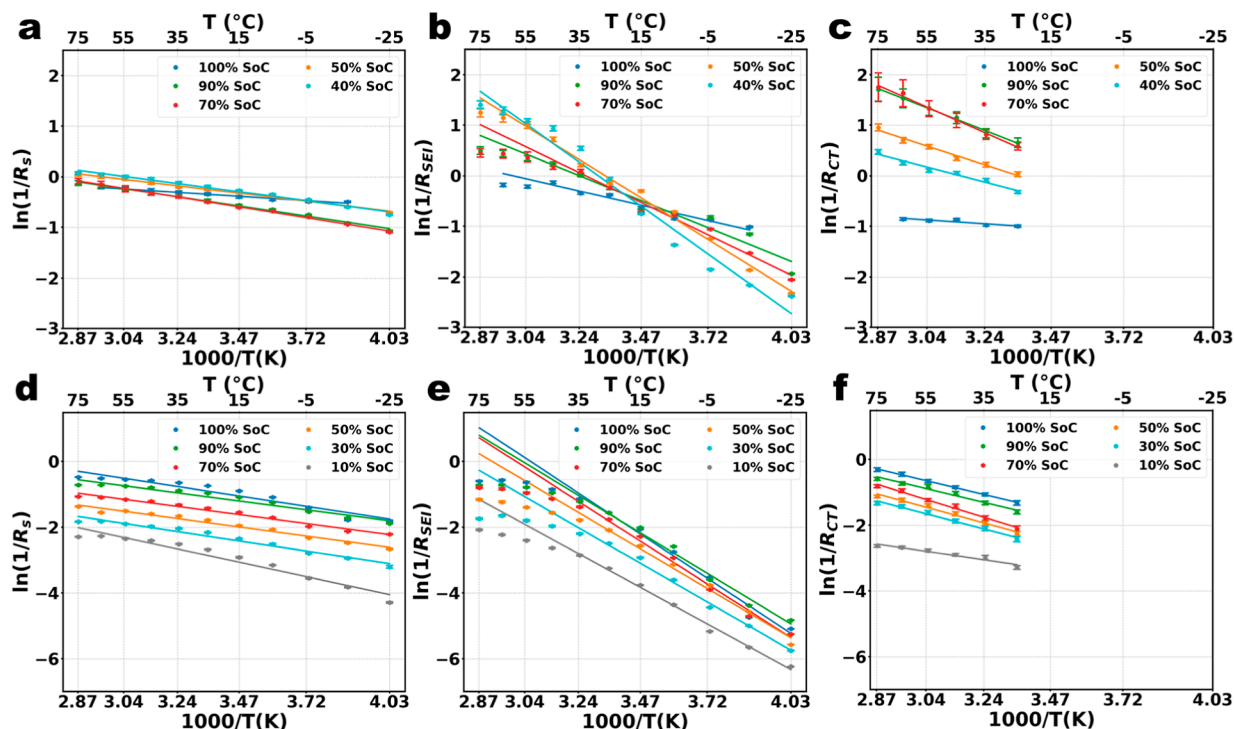 a
T (°C)
75 55 35 15 -5 -25
100% SoC 50% SoC
90% SoC 40% SoC
70% SoC
ln(1/R_S)
2
1
0
−1
−2
−3
2.87 3.04 3.24 3.47 3.72 4.03
1000/T(K)
b
T (°C)
75 55 35 15 -5 -25
100% SoC 50% SoC
90% SoC 40% SoC
70% SoC
ln(1/R_SEI)
2
1
0
−1
−2
−3
2.87 3.04 3.24 3.47 3.72 4.03
1000/T(K)
c
T (°C)
75 55 35 15 -5 -25
100% SoC 50% SoC
90% SoC 40% SoC
70% SoC
ln(1/R_CT)
2
1
0
−1
−2
−3
2.87 3.04 3.24 3.47 3.72 4.03
1000/T(K)
d
T (°C)
75 55 35 15 -5 -25
100% SoC 50% SoC
90% SoC 30% SoC
70% SoC 10% SoC
ln(1/R_S)
0
−2
−4
−6
2.87 3.04 3.24 3.47 3.72 4.03
1000/T(K)
e
T (°C)
75 55 35 15 -5 -25
100% SoC 50% SoC
90% SoC 30% SoC
70% SoC 10% SoC
ln(1/R_SEI)
0
−2
−4
−6
2.87 3.04 3.24 3.47 3.72 4.03
1000/T(K)
f
T (°C)
75 55 35 15 -5 -25
100% SoC 50% SoC
90% SoC 30% SoC
70% SoC 10% SoC
ln(1/R_CT)
0
−2
−4
−6
2.87 3.04 3.24 3.47 3.72 4.03
1000/T(K)